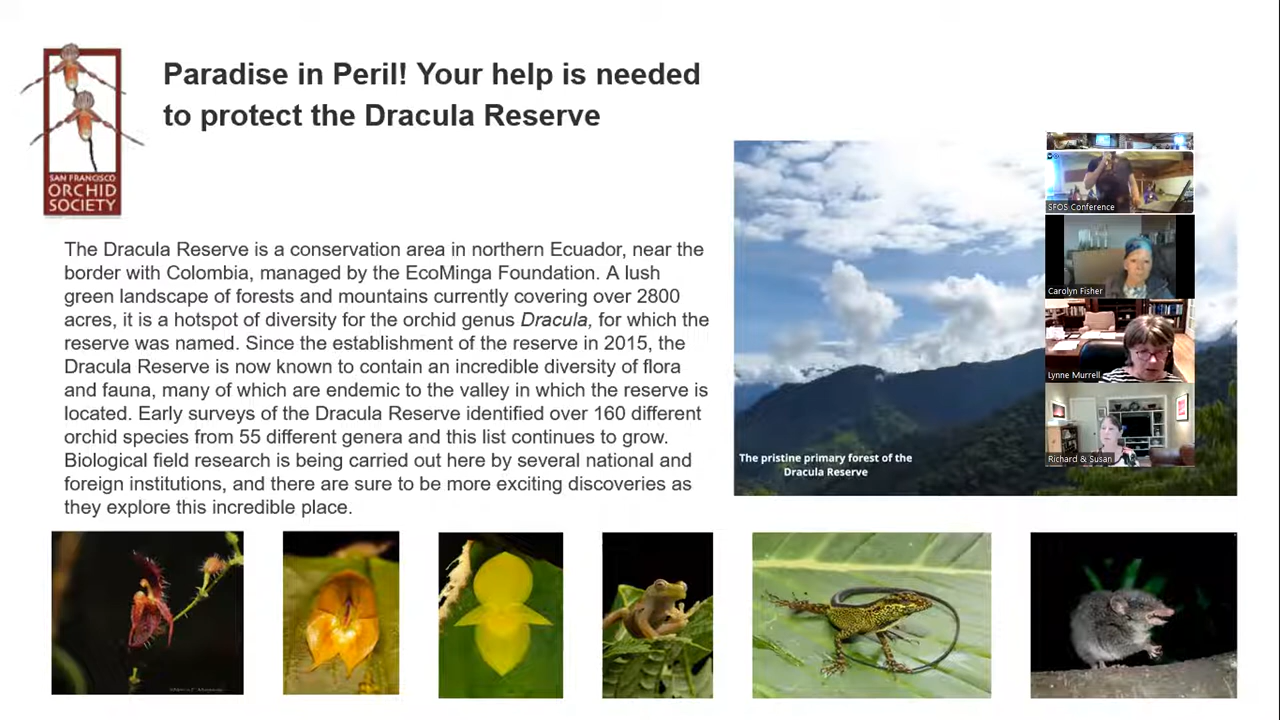 Paradise in Peril! Your help is needed
to protect the Dracula Reserve
SAN FRANCISCO
ORCHID
SOCIETY
The Dracula Reserve is a conservation area in northern Ecuador, near the
border with Colombia, managed by the EcoMinga Foundation. A lush
green landscape of forests and mountains currently covering over 2800
acres, it is a hotspot of diversity for the orchid genus Dracula, for which the
reserve was named. Since the establishment of the reserve in 2015, the
Dracula Reserve is now known to contain an incredible diversity of flora
and fauna, many of which are endemic to the valley in which the reserve is
located. Early surveys of the Dracula Reserve identified over 160 different
orchid species from 55 different genera and this list continues to grow.
Biological field research is being carried out here by several national and
foreign institutions, and there are sure to be more exciting discoveries as
they explore this incredible place.
The pristine primary forest of the
Dracula Reserve
SFOS Conference
Carolyn Fisher
Lynne Murrell
Richard & Susan